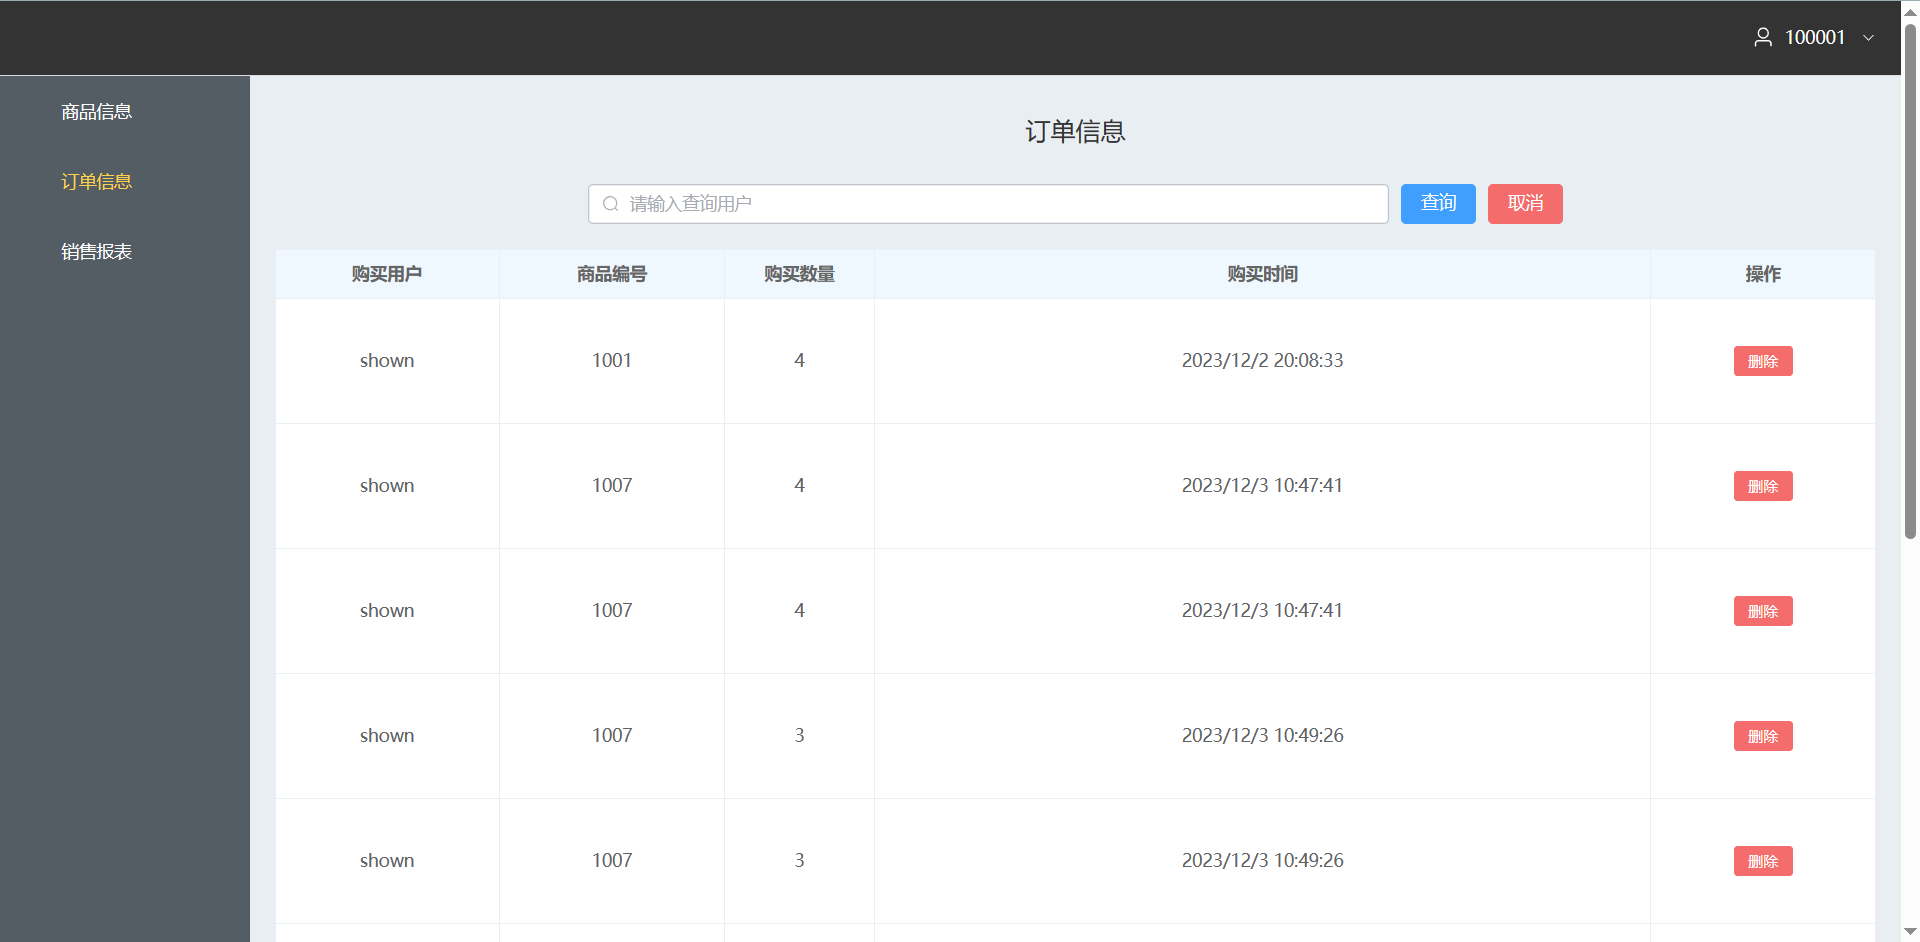 100001
商品信息
订单信息
销售报表
订单信息
请输入查询用户 查询 取消
购买用户 商品编号 购买数量 购买时间 操作
shown 1001 4 2023/12/2 20:08:33 删除
shown 1007 4 2023/12/3 10:47:41 删除
shown 1007 4 2023/12/3 10:47:41 删除
shown 1007 3 2023/12/3 10:49:26 删除
shown 1007 3 2023/12/3 10:49:26 删除